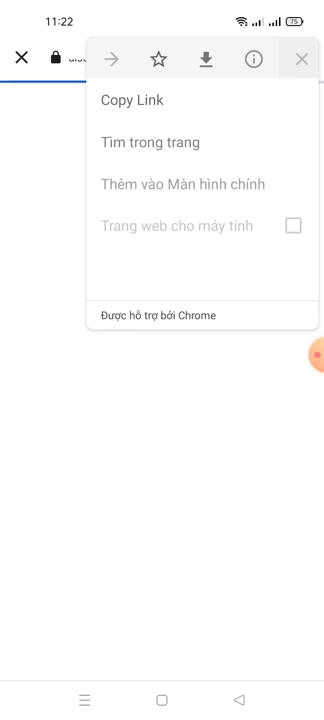 11:22
75
Copy Link
Tìm trong trang
Thêm vào Màn hình chính
Trang web cho máy tính
Được hỗ trợ bởi Chrome